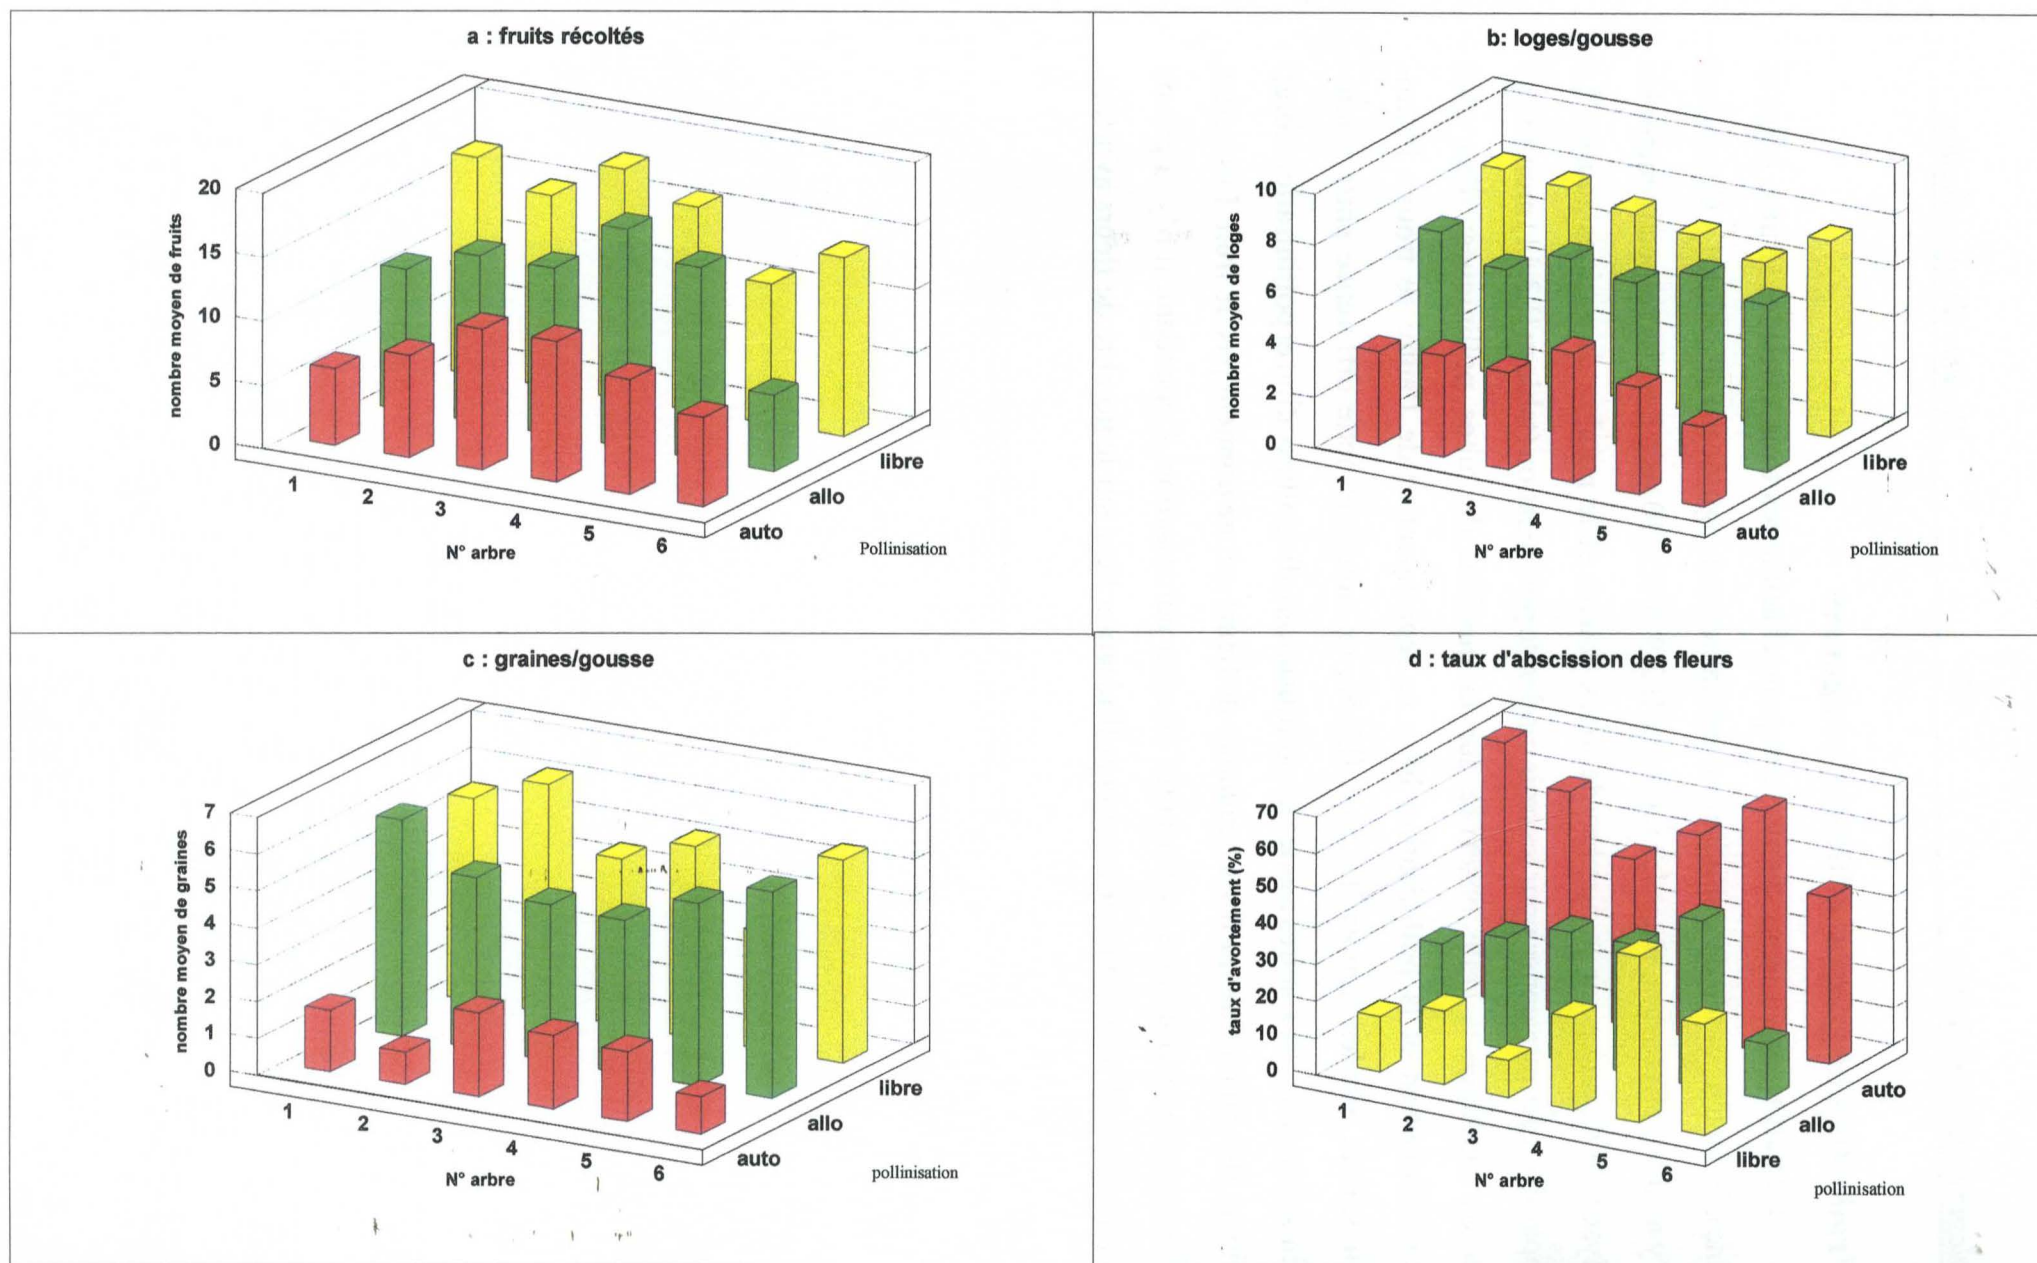 a : fruits récoltés
nombre moyen de fruits
20
15
10
5
0
1
2
3
4
5
6
N° arbre
auto
allo
libre
Pollinisation
b: loges/gousse
nombre moyen de loges
10
8
6
4
2
0
1
2
3
4
5
6
N° arbre
auto
allo
libre
pollinisation
c : graines/gousse
nombre moyen de graines
7
6
5
4
3
2
1
0
1
2
3
4
5
6
N° arbre
auto
allo
libre
pollinisation
d : taux d'abscission des fleurs
taux d'avortement (%)
70
60
50
40
30
20
10
0
1
2
3
4
5
6
N° arbre
libre
allo
auto
pollinisation